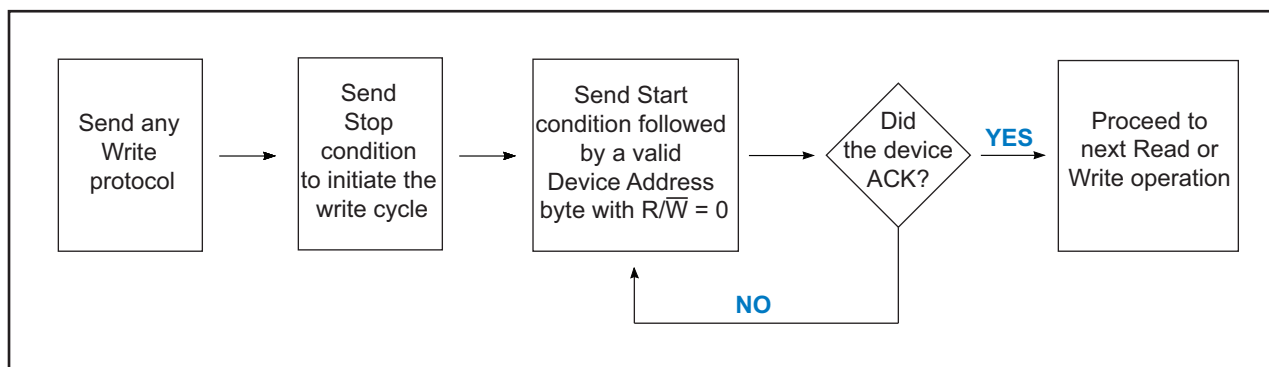 Send any
Write
protocol
Send
Stop
condition
to initiate the
write cycle
Send Start
condition followed
by a valid
Device Address
byte with R/W̅ = 0
Did
the device
ACK?
YES
NO
Proceed to
next Read or
Write operation